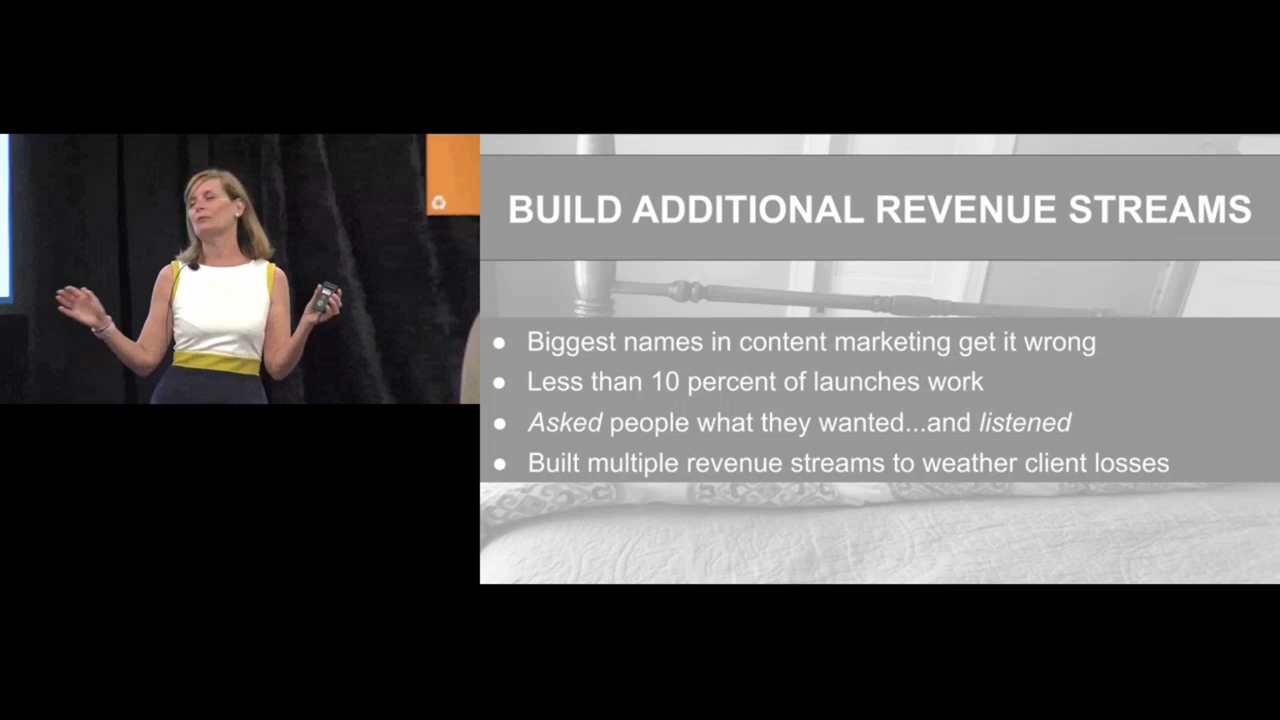 BUILD ADDITIONAL REVENUE STREAMS
● Biggest names in content marketing get it wrong
● Less than 10 percent of launches work
● Asked people what they wanted...and listened
● Built multiple revenue streams to weather client losses